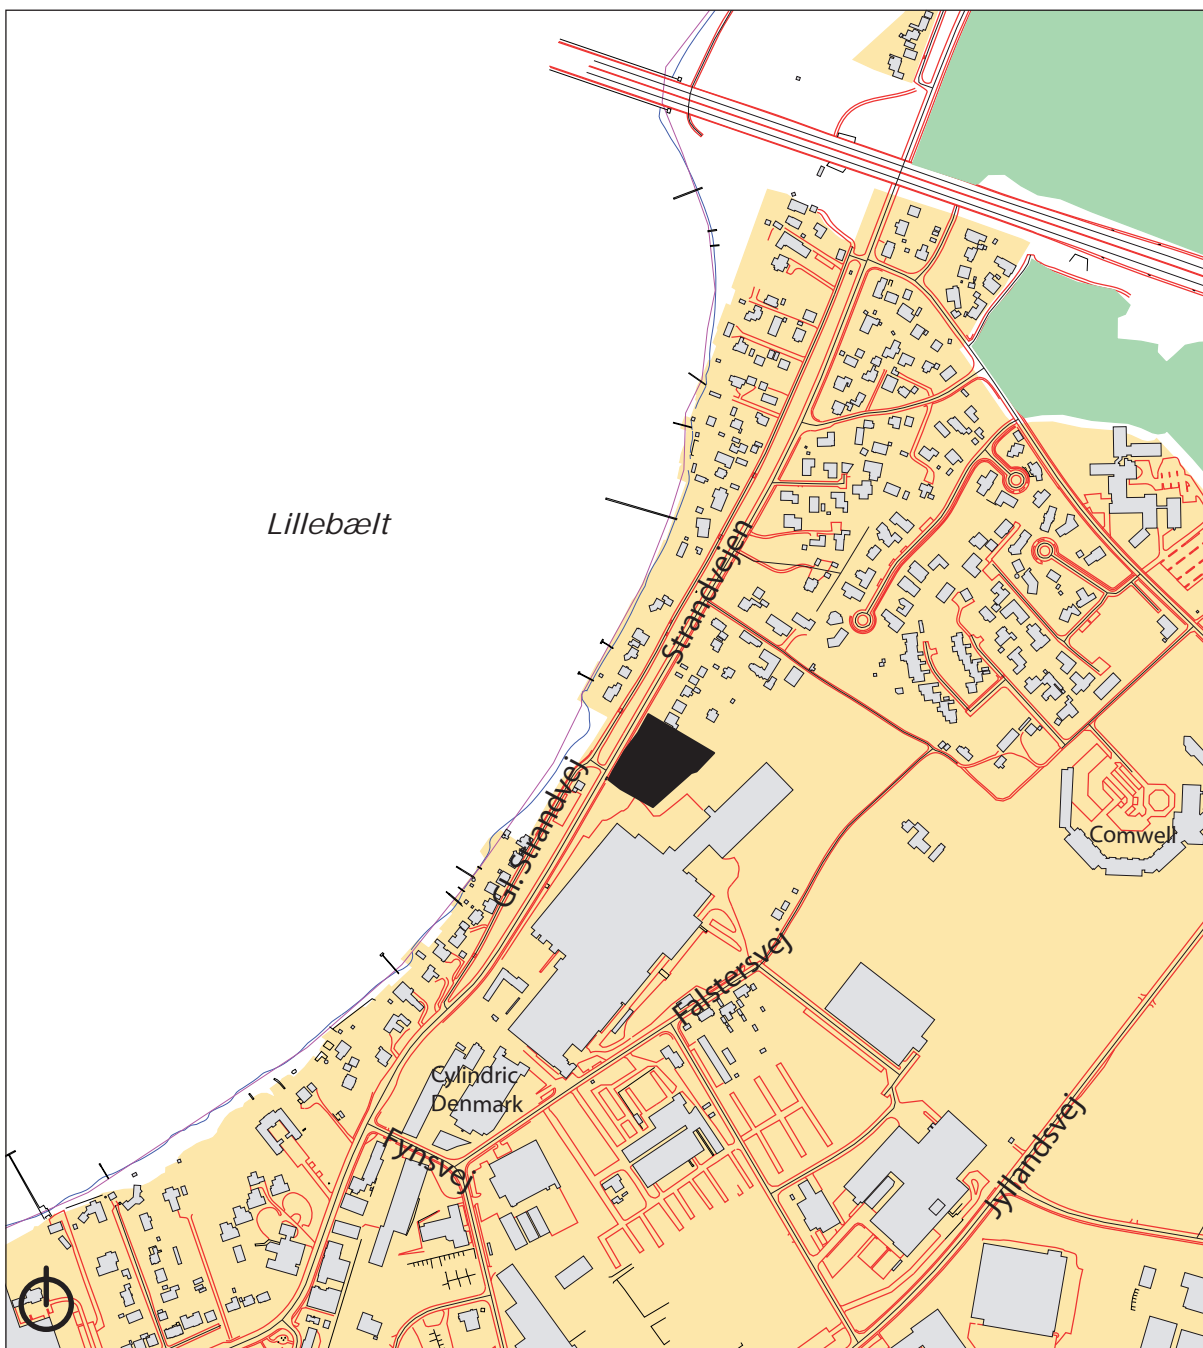 Lillebælt
Strandvejen
Gl. Strandvej
Comwell
Falstersvej
Cylindric
Denmark
Fynsvej
Jyllandsvej